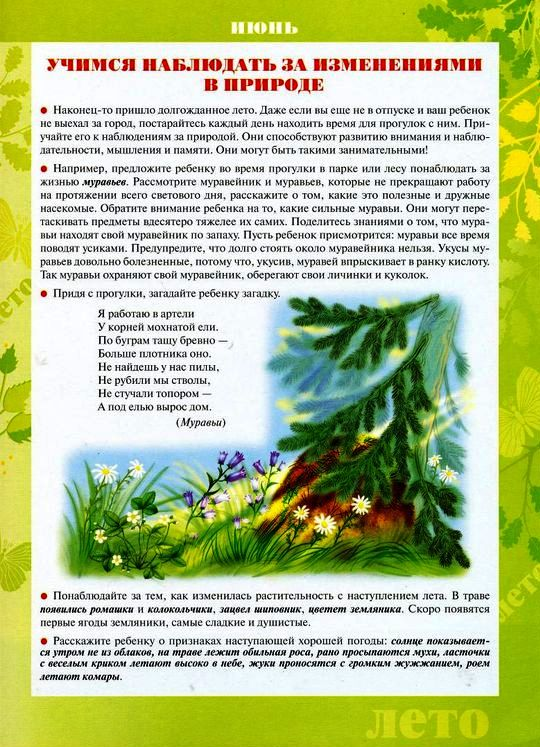 ИЮНЬ
УЧИМСЯ НАБЛЮДАТЬ ЗА ИЗМЕНЕНИЯМИ
В ПРИРОДЕ
● Наконец-то пришло долгожданное лето. Даже если вы еще не в отпуске и ваш ребенок
не выехал за город, постарайтесь каждый день находить время для прогулок с ним. При-
учайте его к наблюдениям за природой. Они способствуют развитию внимания и наблю-
дательности, мышления и памяти. Они могут быть такими занимательными!
● Например, предложите ребенку во время прогулки в парке или лесу понаблюдать за
жизнью муравьев. Рассмотрите муравейник и муравьев, которые не прекращают работу
на протяжении всего светового дня, расскажите о том, какие это полезные и дружные
насекомые. Обратите внимание ребенка на то, какие сильные муравьи. Они могут пере-
таскивать предметы вдесятеро тяжелее их самих. Поделитесь знаниями о том, что мура-
вьи находят свой муравейник по запаху. Пусть ребенок присмотрится: муравьи все время
поводят усиками. Предупредите, что долго стоять около муравейника нельзя. Укусы му-
равьев довольно болезненные, потому что, укусив, муравей впрыскивает в ранку кислоту.
Так муравьи охраняют свой муравейник, оберегают свои личинки и куколок.
● Придя с прогулки, загадайте ребенку загадку.
Я работаю в артели
У корней мохнатой ели.
По буграм тащу бревно —
Больше плотника оно.
Не найдешь у нас пилы,
Не рубили мы стволы,
Не стучали топором —
А под елью вырос дом.
(Муравьи)
● Понаблюдайте за тем, как изменилась растительность с наступлением лета. В траве
появились ромашки и колокольчики, зацвел шиповник, цветет земляника. Скоро появятся
первые ягоды земляники, самые сладкие и душистые.
● Расскажите ребенку о признаках наступающей хорошей погоды: солнце показывает-
ся утром не из облаков, на траве лежит обильная роса, рано просыпаются мухи, ласточки
с веселым криком летают высоко в небе, жуки проносятся с громким жужжанием, роем
летают комары.
лето
лето
лето